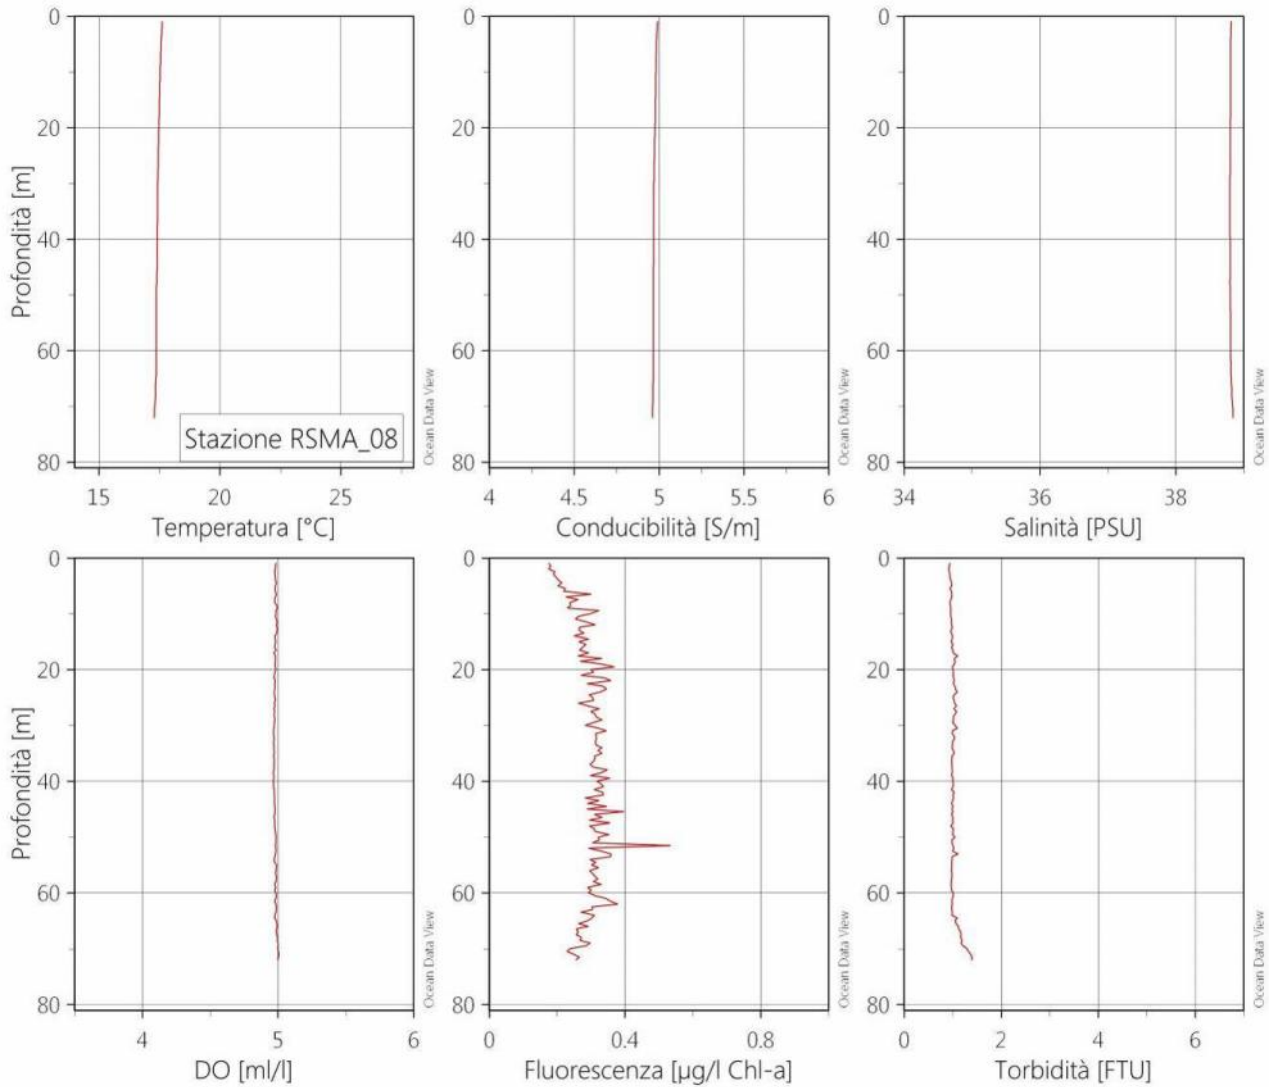 0
20
40
60
80
Profondità [m]
Stazione RSMA_08
15 20 25
Temperatura [°C]
Ocean Data View
0
20
40
60
80
4 4.5 5 5.5 6
Conducibilità [S/m]
Ocean Data View
0
20
40
60
80
34 36 38
Salinità [PSU]
Ocean Data View
0
20
40
60
80
Profondità [m]
4 5 6
DO [ml/l]
Ocean Data View
0
20
40
60
80
0 0.4 0.8
Fluorescenza [µg/l Chl-a]
Ocean Data View
0
20
40
60
80
0 2 4 6
Torbidità [FTU]
Ocean Data View